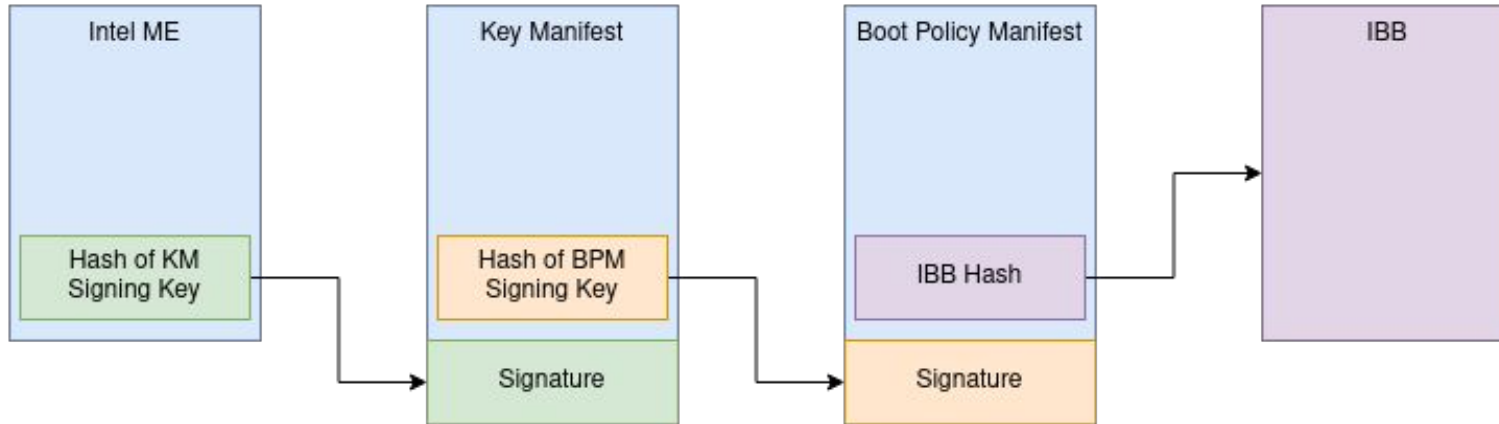 Intel ME
Hash of KM
Signing Key
Key Manifest
Hash of BPM
Signing Key
Signature
Boot Policy Manifest
IBB Hash
Signature
IBB